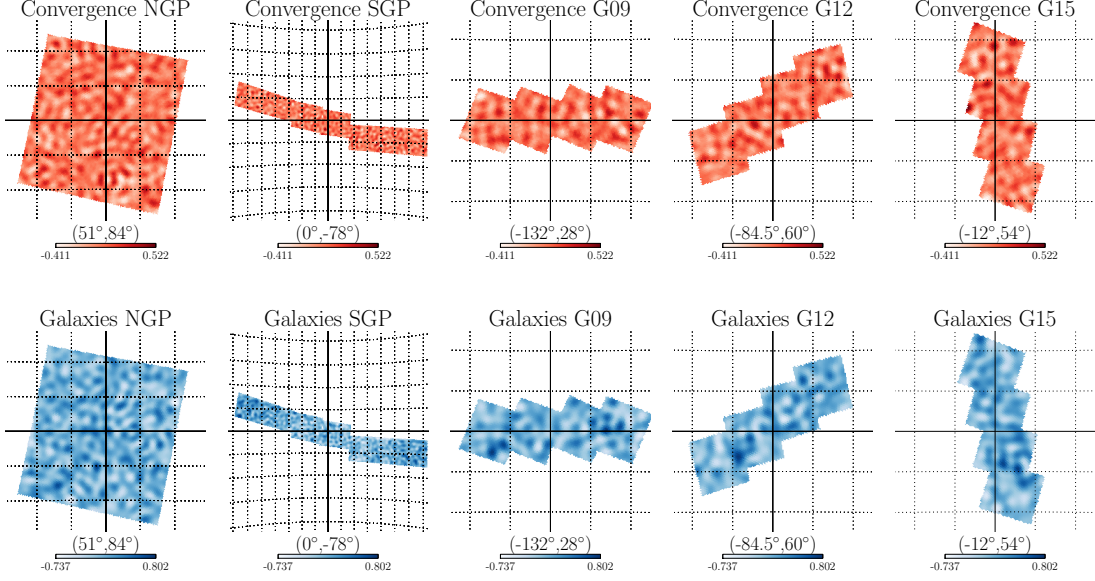 Convergence NGP
Convergence SGP
Convergence G09
Convergence G12
Convergence G15
(51°,84°)
(0°,-78°)
(-132°,28°)
(-84.5°,60°)
(-12°,54°)
-0.411 0.522
-0.411 0.522
-0.411 0.522
-0.411 0.522
-0.411 0.522
Galaxies NGP
Galaxies SGP
Galaxies G09
Galaxies G12
Galaxies G15
(51°,84°)
(0°,-78°)
(-132°,28°)
(-84.5°,60°)
(-12°,54°)
-0.737 0.802
-0.737 0.802
-0.737 0.802
-0.737 0.802
-0.737 0.802